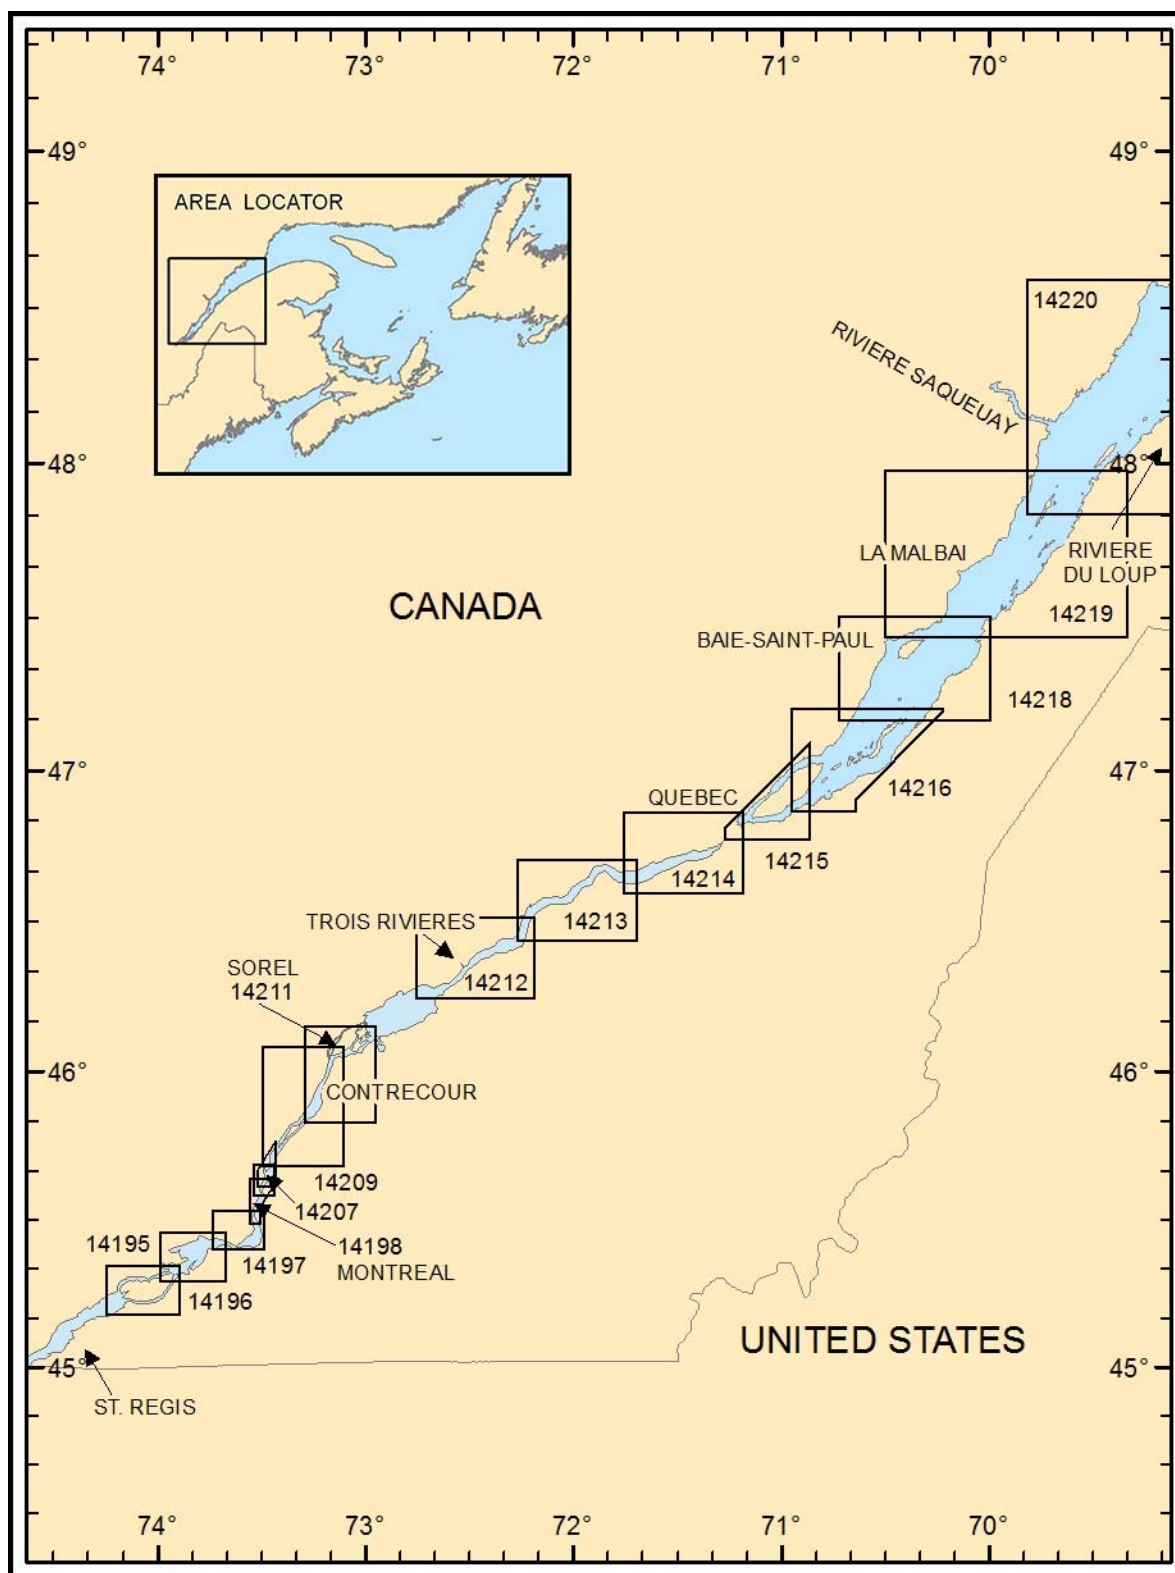 74° 73° 72° 71° 70°
49° 49°
AREA LOCATOR
14220
RIVIERE SAQUEUAY
48° 48°
LA MALBAI
RIVIERE
DU LOUP
CANADA
14219
BAIE-SAINT-PAUL
14218
47° 47°
14216
QUEBEC
14215
14214
14213
TROIS RIVIERES
14212
SOREL
14211
46° 46°
CONTRECOUR
14209
14207
14198
MONTREAL
14195
14197
14196
UNITED STATES
45° 45°
ST. REGIS
74° 73° 72° 71° 70°